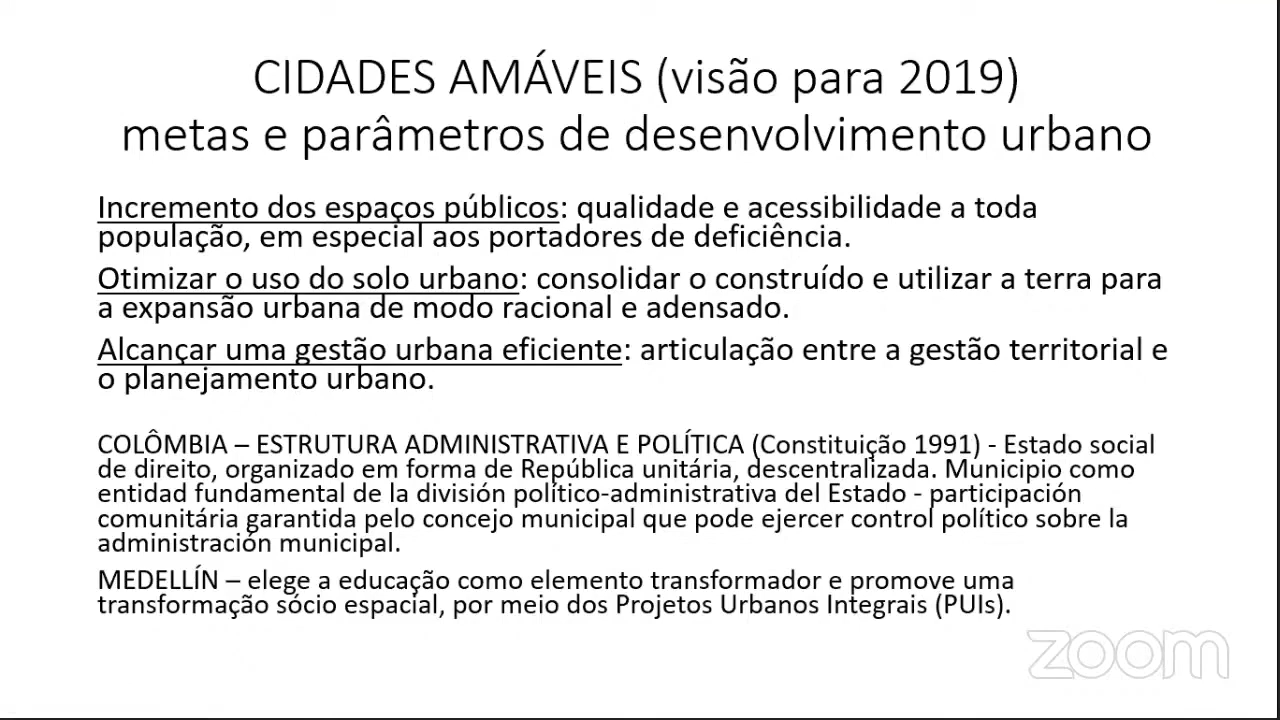 CIDADES AMÁVEIS (visão para 2019)
metas e parâmetros de desenvolvimento urbano
Incremento dos espaços públicos: qualidade e acessibilidade a toda
população, em especial aos portadores de deficiência.
Otimizar o uso do solo urbano: consolidar o construído e utilizar a terra para
a expansão urbana de modo racional e adensado.
Alcançar uma gestão urbana eficiente: articulação entre a gestão territorial e
o planejamento urbano.
COLÔMBIA – ESTRUTURA ADMINISTRATIVA E POLÍTICA (Constituição 1991) - Estado social
de direito, organizado em forma de República unitária, descentralizada. Municipio como
entidad fundamental de la división político-administrativa del Estado - participación
comunitária garantida pelo concejo municipal que pode ejercer control político sobre la
administración municipal.
MEDELLÍN – elege a educação como elemento transformador e promove uma
transformação sócio espacial, por meio dos Projetos Urbanos Integrais (PUIs).
zoom